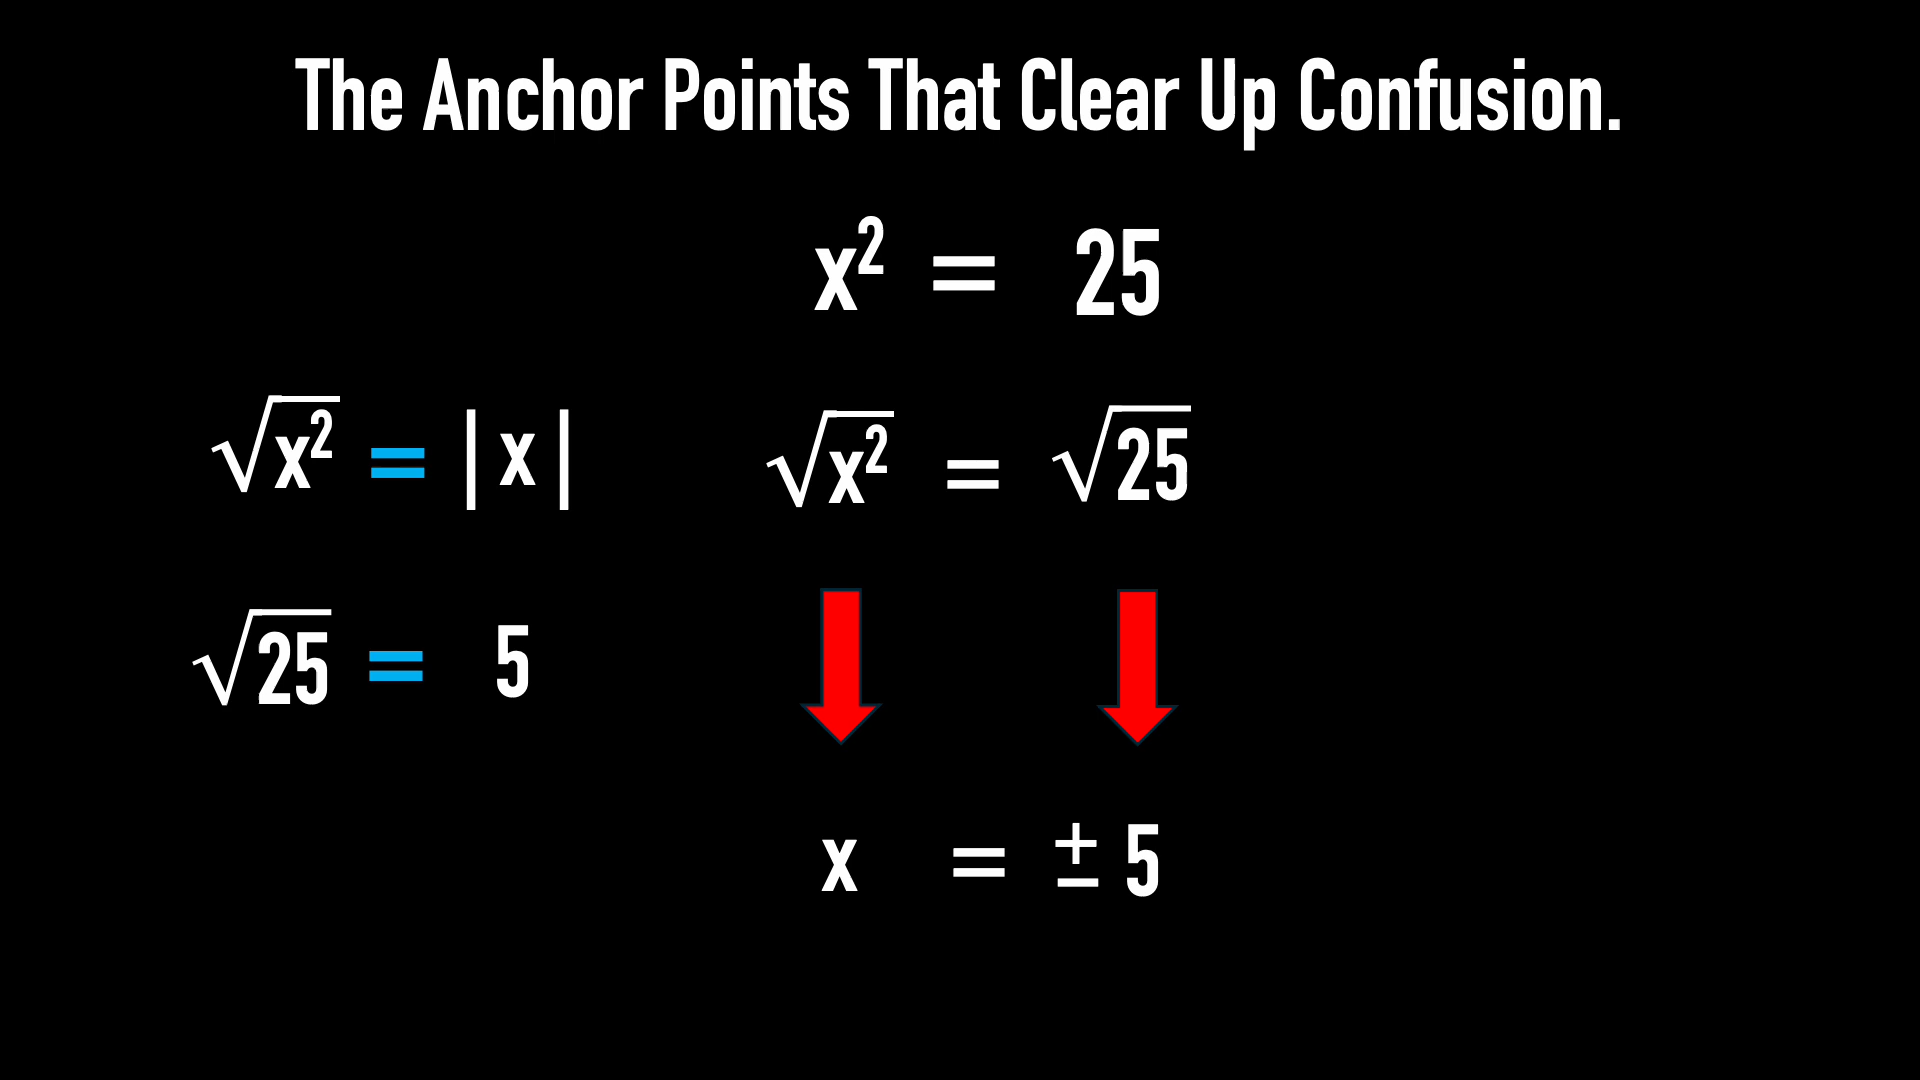 The Anchor Points That Clear Up Confusion.
x² = 25
√x² = |x|
√x² = √25
√25 = 5
x = ± 5